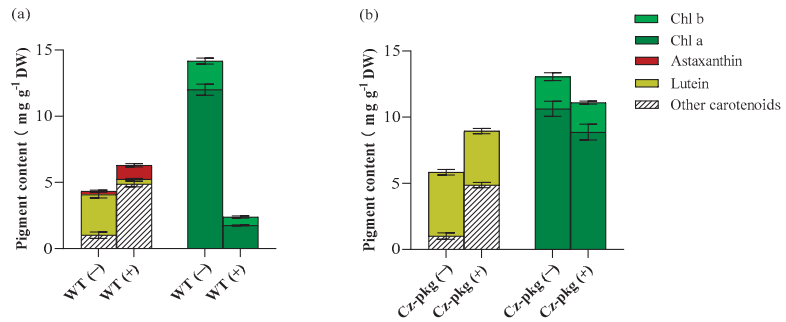 (a)
Pigment content ( mg g-1 DW)
15
10
5
0
WT (−)
WT (+)
WT (−)
WT (+)
(b)
Pigment content ( mg g-1 DW)
15
10
5
0
Cz-pkg (−)
Cz-pkg (+)
Cz-pkg (−)
Cz-pkg (+)
Chl b
Chl a
Astaxanthin
Lutein
Other carotenoids